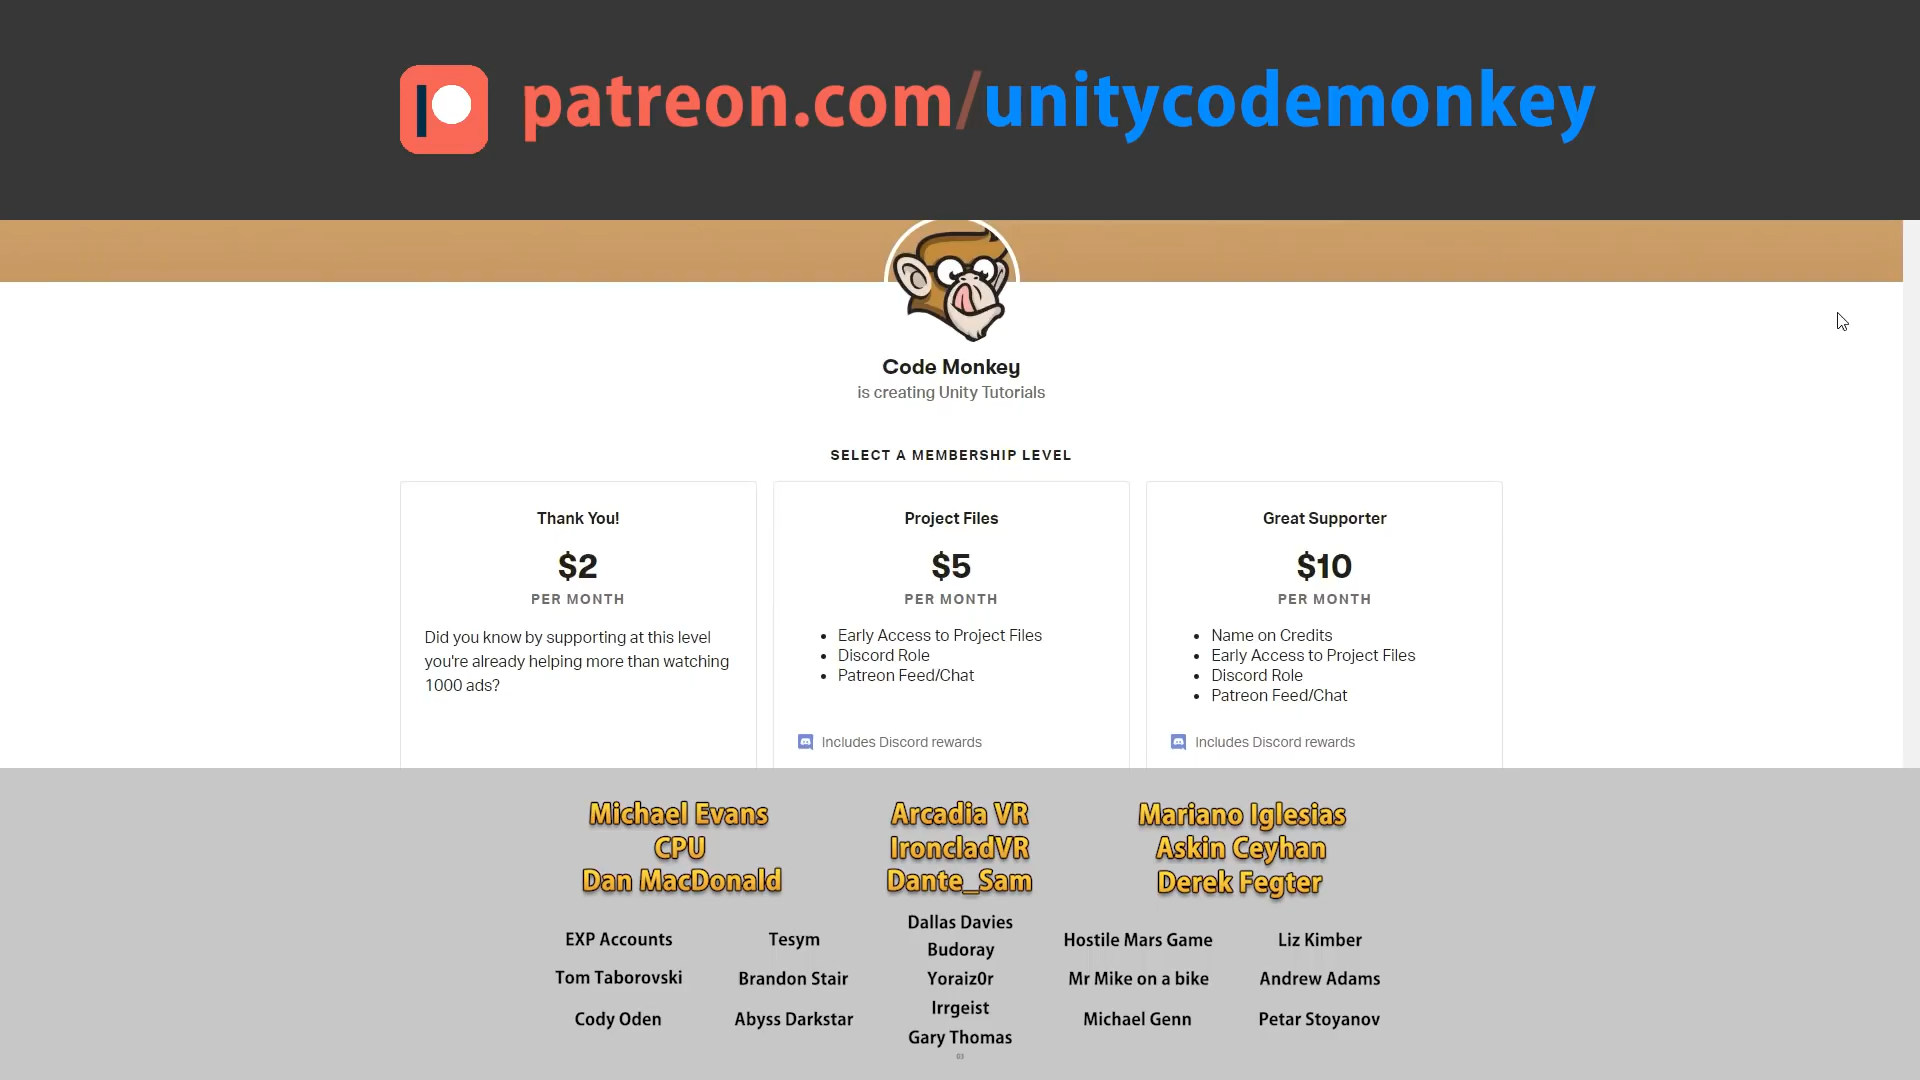 patreon.com/unitycodemonkey
Code Monkey
is creating Unity Tutorials
SELECT A MEMBERSHIP LEVEL
Thank You!
$2
PER MONTH
Did you know by supporting at this level
you're already helping more than watching
1000 ads?
Project Files
$5
PER MONTH
• Early Access to Project Files
• Discord Role
• Patreon Feed/Chat
Includes Discord rewards
Great Supporter
$10
PER MONTH
• Name on Credits
• Early Access to Project Files
• Discord Role
• Patreon Feed/Chat
Includes Discord rewards
Michael Evans
CPU
Dan MacDonald
Arcadia VR
IroncladVR
Dante_Sam
Mariano Iglesias
Askin Ceyhan
Derek Fegter
EXP Accounts
Tom Taborovski
Cody Oden
Tesym
Brandon Stair
Abyss Darkstar
Dallas Davies
Budoray
Yoraiz0r
Irrgeist
Gary Thomas
Hostile Mars Game
Mr Mike on a bike
Michael Genn
Liz Kimber
Andrew Adams
Petar Stoyanov